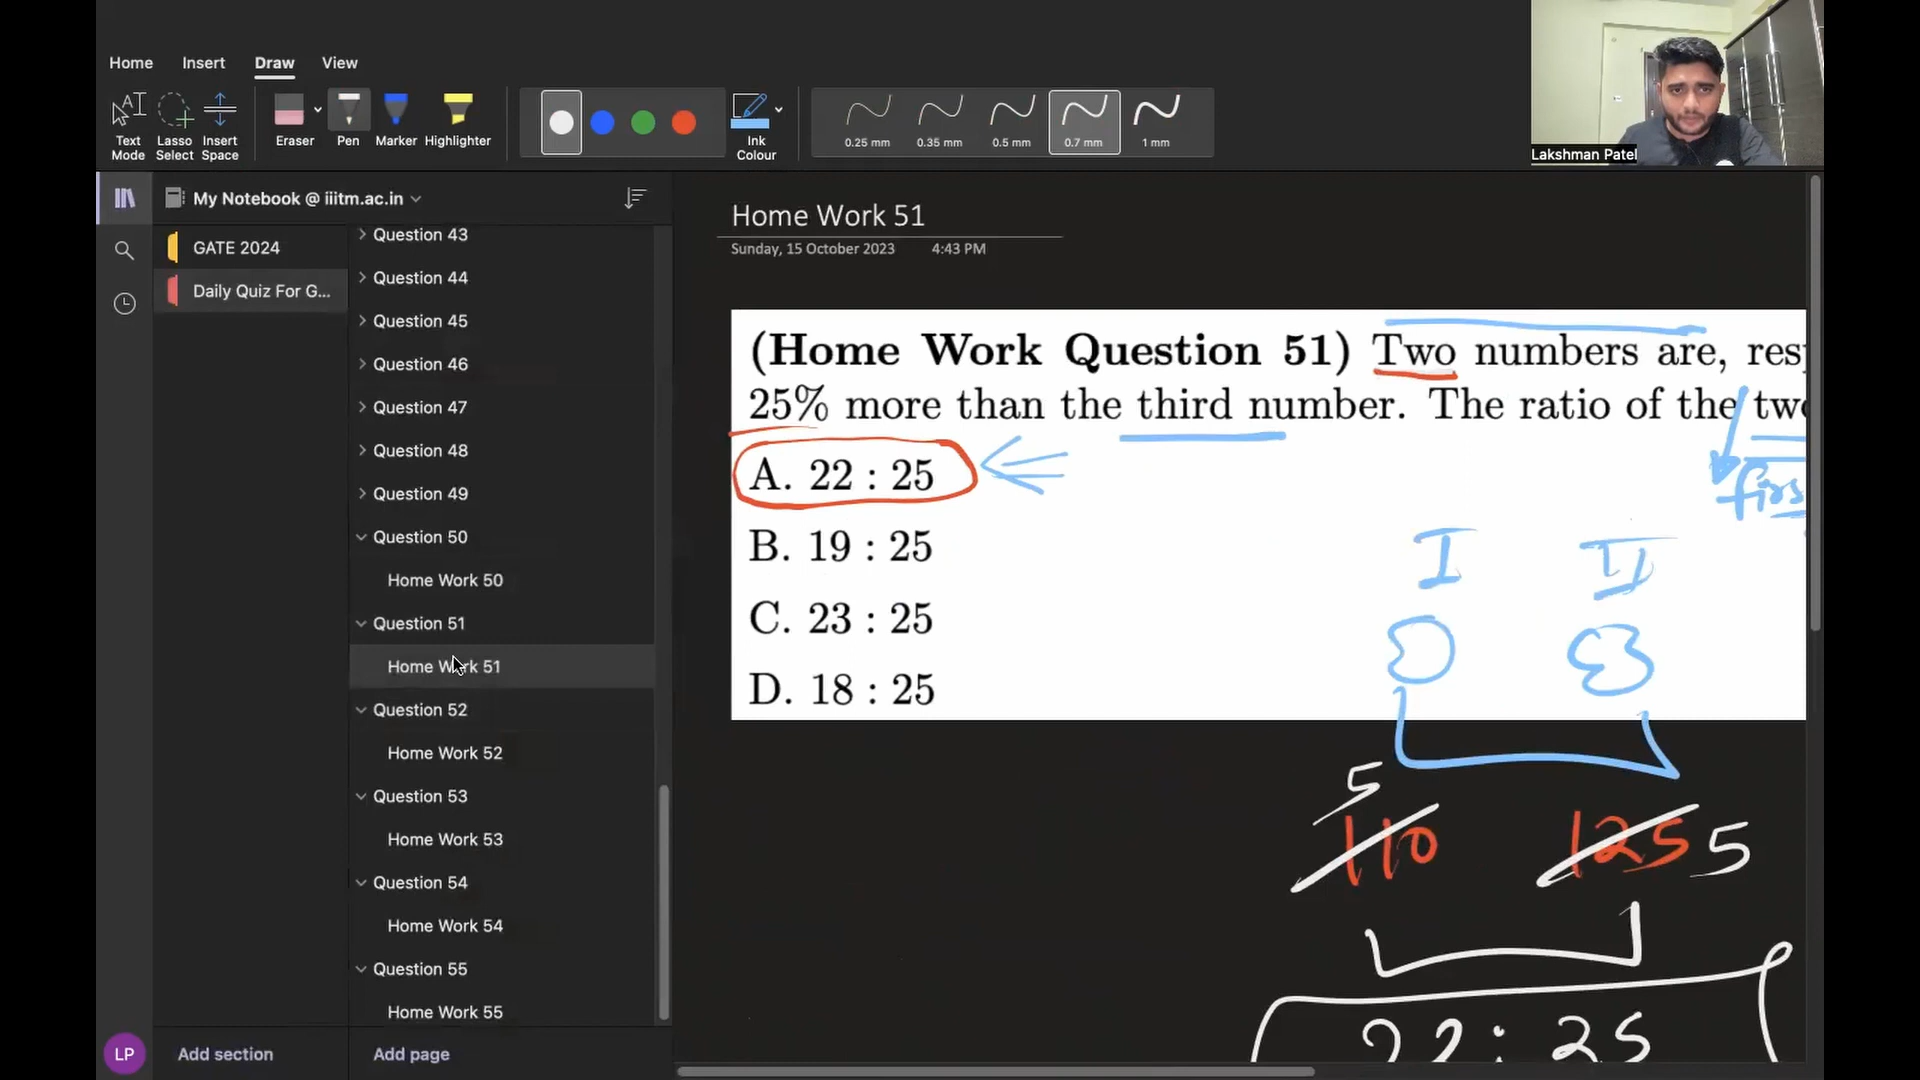 Home Insert Draw View
Text Mode
Lasso Select
Insert Space
Eraser
Pen
Marker
Highlighter
Ink Colour
0.25 mm
0.35 mm
0.5 mm
0.7 mm
1 mm
Lakshman Patel
My Notebook @ iiitm.ac.in
GATE 2024
Daily Quiz For G...
Question 43
Question 44
Question 45
Question 46
Question 47
Question 48
Question 49
Question 50
Home Work 50
Question 51
Home Work 51
Question 52
Home Work 52
Question 53
Home Work 53
Question 54
Home Work 54
Question 55
Home Work 55
LP
Add section
Add page
Home Work 51
Sunday, 15 October 2023 4:43 PM
(Home Work Question 51) Two numbers are, res
25% more than the third number. The ratio of the tw
A. 22 : 25
firs
B. 19 : 25
I II
C. 23 : 25
D. 18 : 25
5
110 125 5
22 : 25